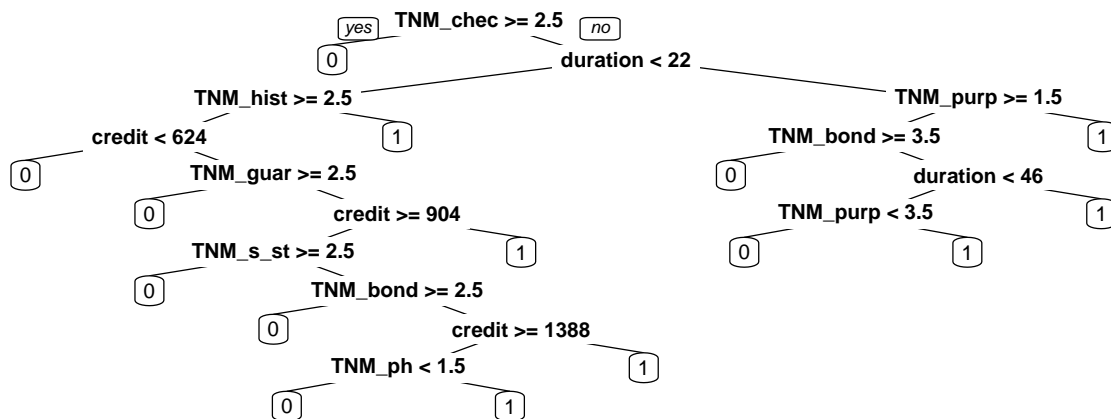 TNM_chec >= 2.5
yes no
0
duration < 22
TNM_hist >= 2.5 TNM_purp >= 1.5
credit < 624 1 TNM_bond >= 3.5 1
0 TNM_guar >= 2.5 0 duration < 46
0 credit >= 904 TNM_purp < 3.5 1
TNM_s_st >= 2.5 1 0 1
0 TNM_bond >= 2.5
0 credit >= 1388
TNM_ph < 1.5 1
0 1